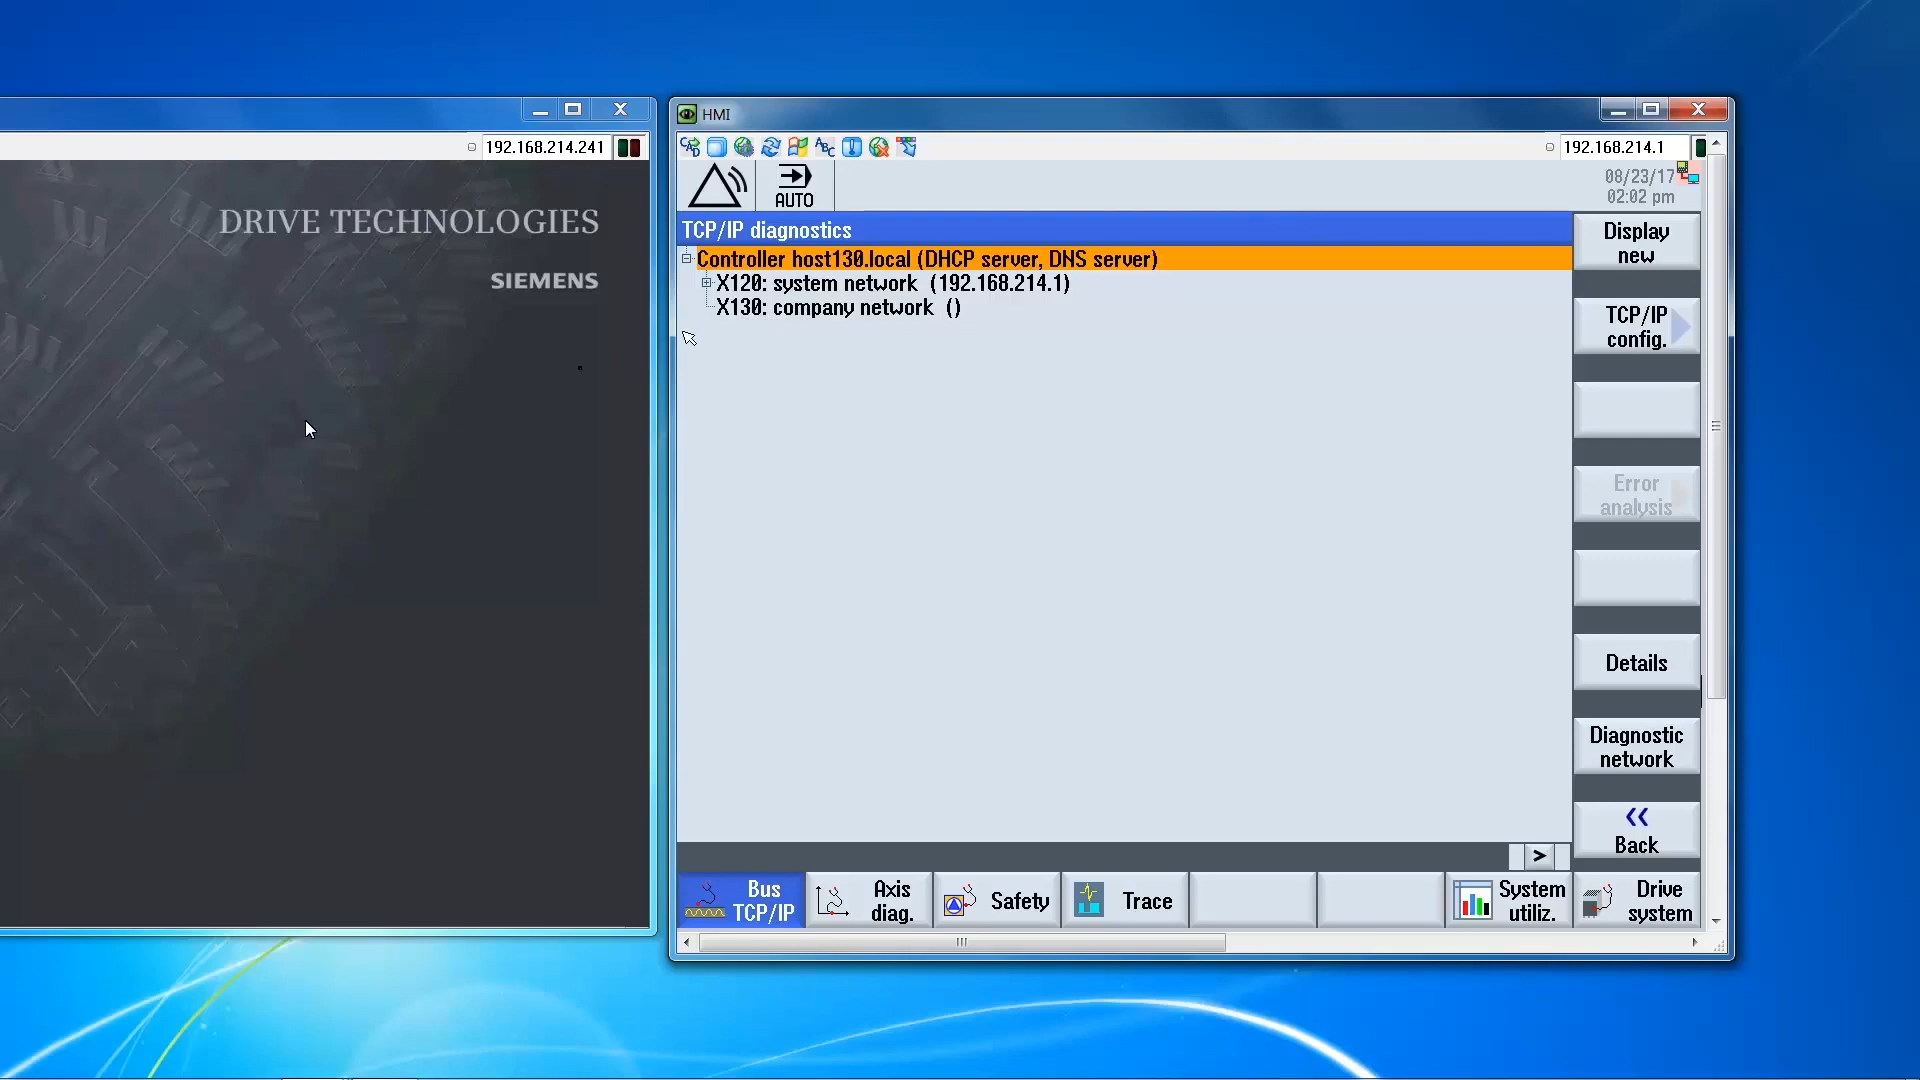 192.168.214.241
DRIVE TECHNOLOGIES
SIEMENS
HMI
192.168.214.1
AUTO
08/23/17
02:02 pm
TCP/IP diagnostics
Controller host130.local (DHCP server, DNS server)
X120: system network (192.168.214.1)
X130: company network ()
Display
new
TCP/IP
config.
Error
analysis
Details
Diagnostic
network
Back
>
Bus
TCP/IP
Axis
diag.
Safety
Trace
System
utiliz.
Drive
system